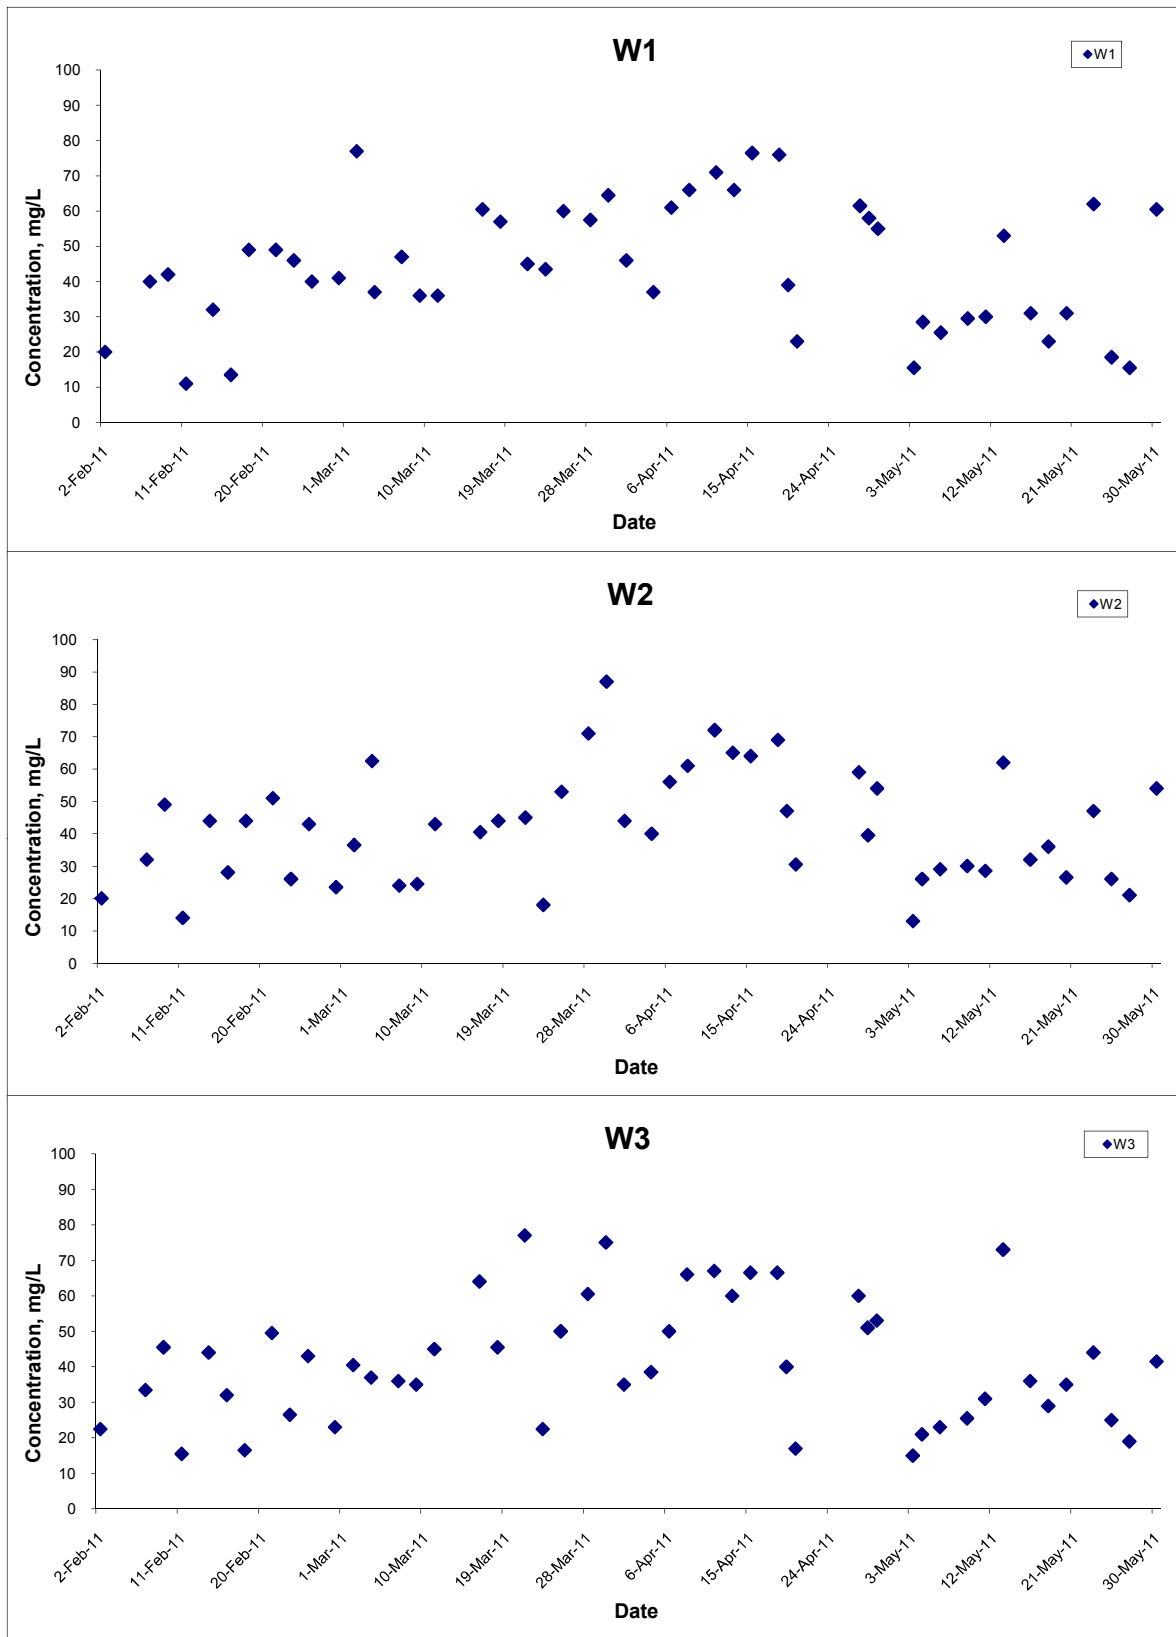 W1
W1
100
90
80
70
60
50
40
30
20
10
0
Concentration, mg/L
2-Feb-11 11-Feb-11 20-Feb-11 1-Mar-11 10-Mar-11 19-Mar-11 28-Mar-11 6-Apr-11 15-Apr-11 24-Apr-11 3-May-11 12-May-11 21-May-11 30-May-11
Date
W2
W2
100
90
80
70
60
50
40
30
20
10
0
Concentration, mg/L
2-Feb-11 11-Feb-11 20-Feb-11 1-Mar-11 10-Mar-11 19-Mar-11 28-Mar-11 6-Apr-11 15-Apr-11 24-Apr-11 3-May-11 12-May-11 21-May-11 30-May-11
Date
W3
W3
100
90
80
70
60
50
40
30
20
10
0
Concentration, mg/L
2-Feb-11 11-Feb-11 20-Feb-11 1-Mar-11 10-Mar-11 19-Mar-11 28-Mar-11 6-Apr-11 15-Apr-11 24-Apr-11 3-May-11 12-May-11 21-May-11 30-May-11
Date